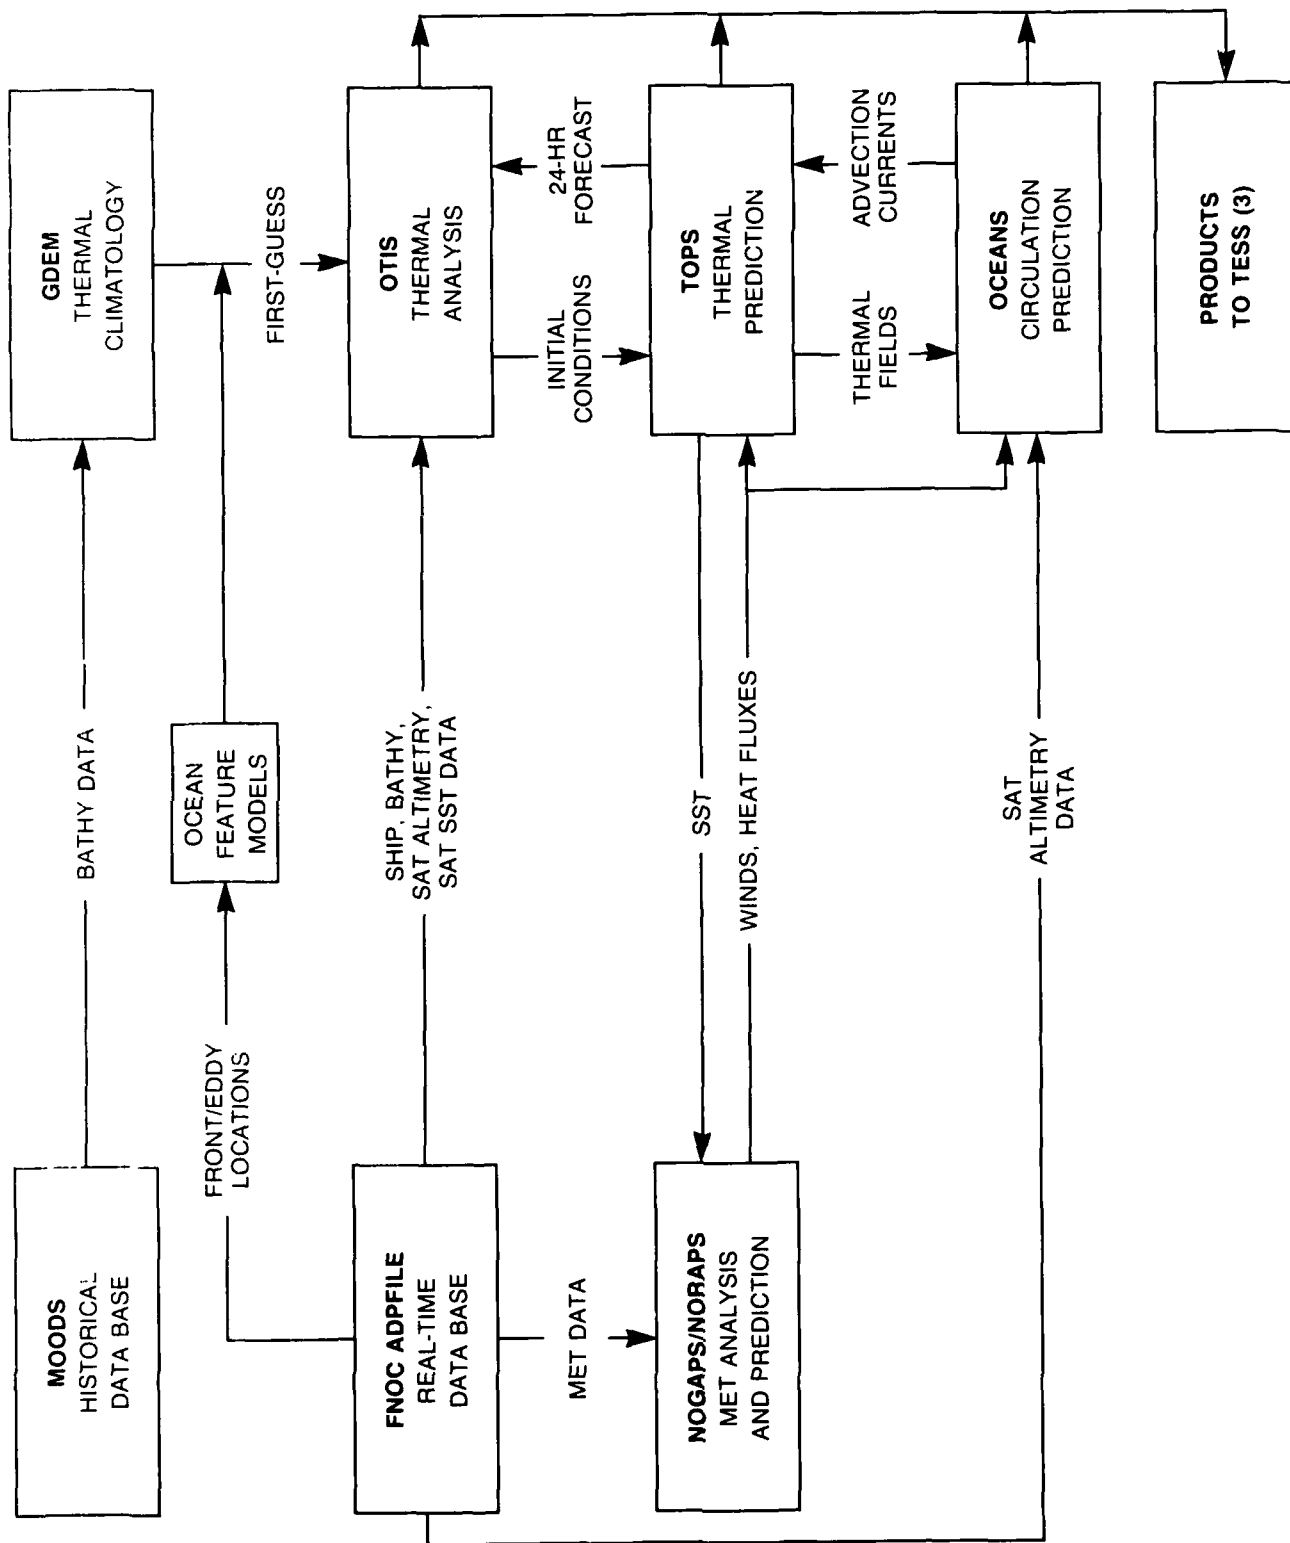 MOODS
HISTORICAL
DATA BASE
BATHY DATA
GDEM
THERMAL
CLIMATOLOGY
FRONT/EDDY
LOCATIONS
OCEAN
FEATURE
MODELS
FIRST-GUESS
FNOC ADPFILE
REAL-TIME
DATA BASE
SHIP, BATHY,
SAT ALTIMETRY,
SAT SST DATA
OTIS
THERMAL
ANALYSIS
MET DATA
INITIAL
CONDITIONS
24-HR
FORECAST
NOGAPS/NORAPS
MET ANALYSIS
AND PREDICTION
SST
WINDS, HEAT FLUXES
TOPS
THERMAL
PREDICTION
THERMAL
FIELDS
ADVECTION
CURRENTS
SAT
ALTIMETRY
DATA
OCEANS
CIRCULATION
PREDICTION
PRODUCTS
TO TESS (3)